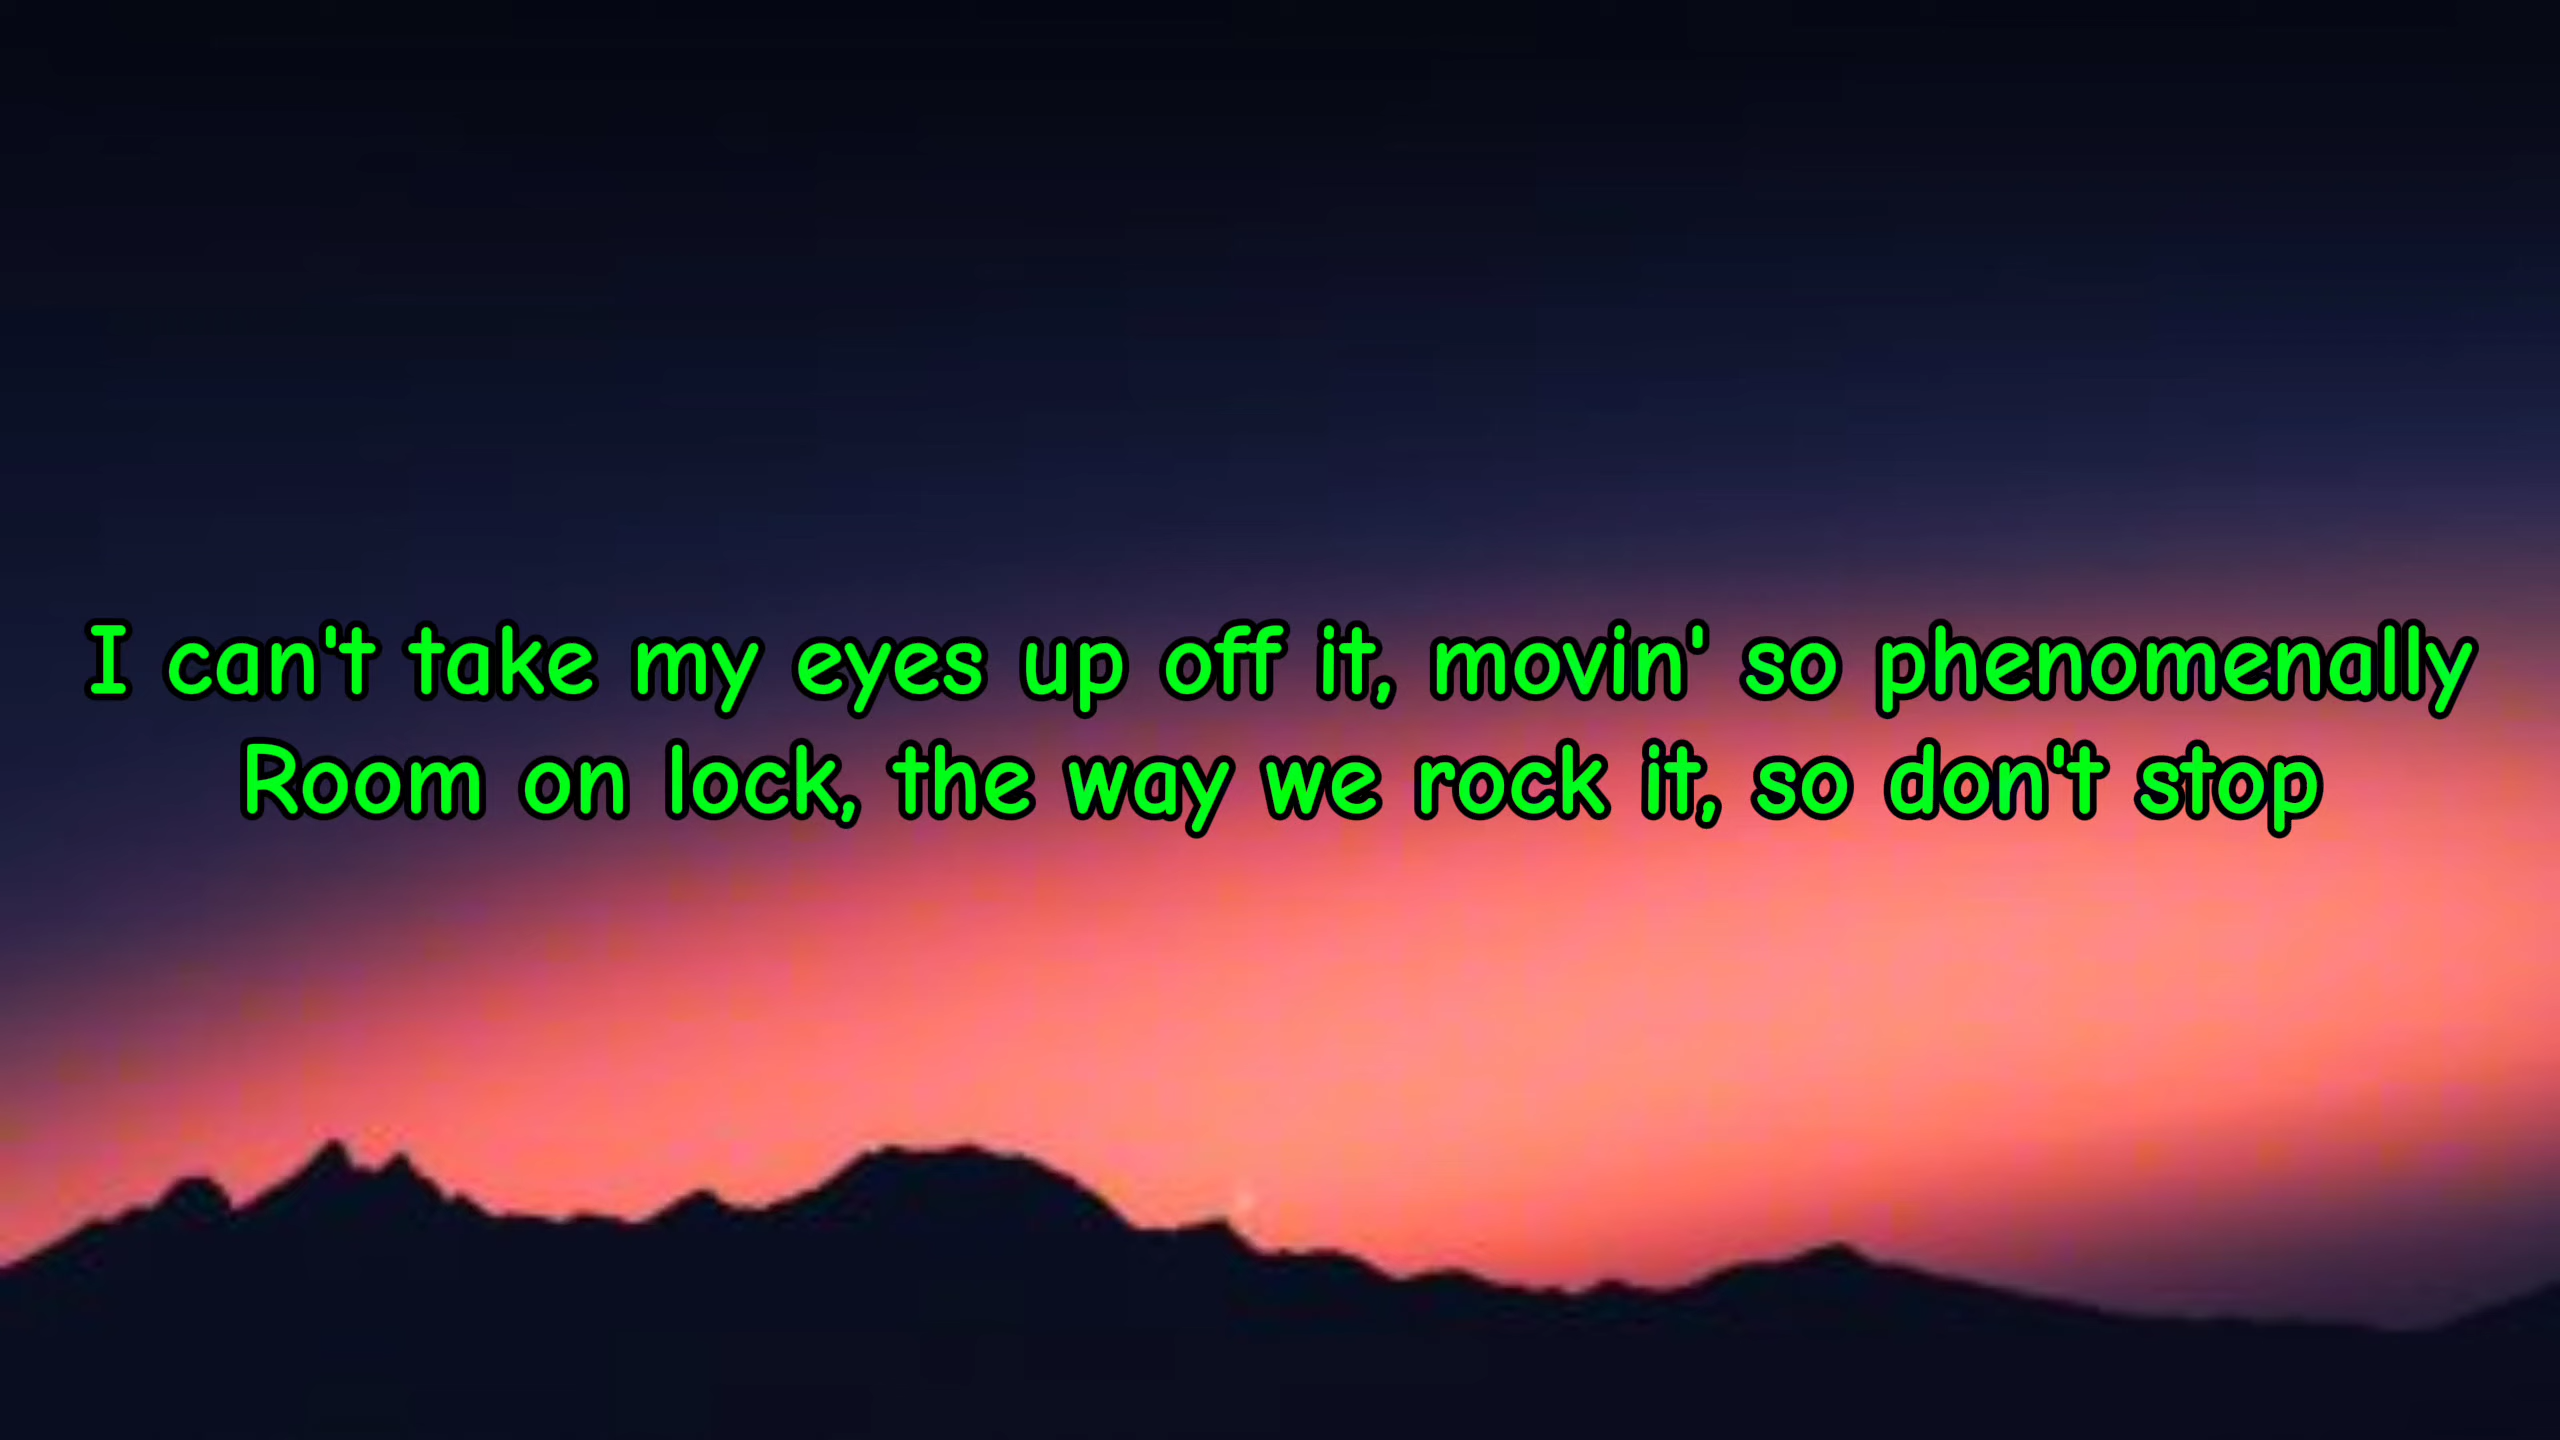 I can't take my eyes up off it, movin' so phenomenally
Room on lock, the way we rock it, so don't stop